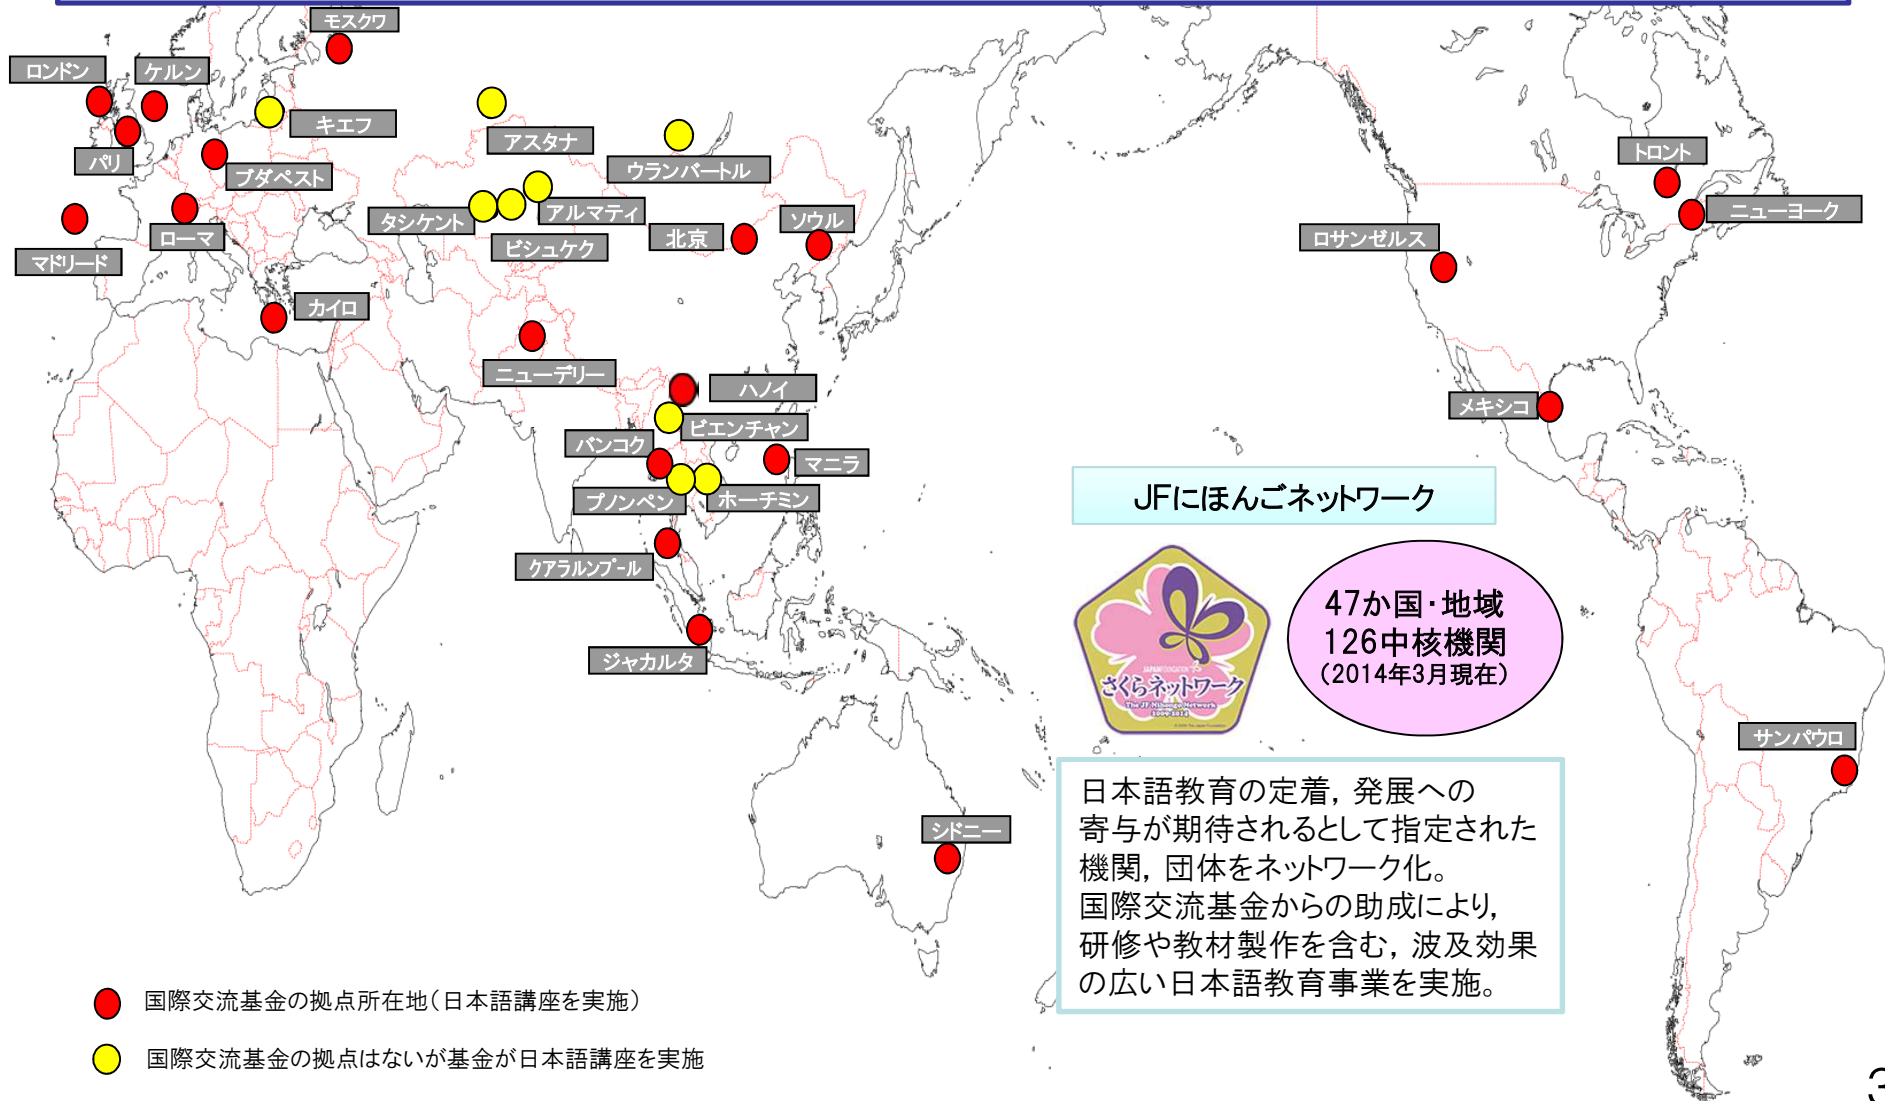 モスクワ
ロンドン
ケルン
キエフ
パリ
ブダペスト
アスタナ
ウランバートル
トロント
ニューヨーク
タシケント
アルマティ
ビシュケク
北京
ソウル
ロサンゼルス
ローマ
マドリード
カイロ
ニューデリー
ハノイ
メキシコ
ビエンチャン
バンコク
マニラ
プノンペン
ホーチミン
クアラルンプール
ジャカルタ
シドニー
サンパウロ
JFにほんごネットワーク
JAPANFOUNDATION
さくらネットワーク
The JF Nihongo Network
2009-2014
47か国・地域
126中核機関
（2014年3月現在）
日本語教育の定着，発展への
寄与が期待されるとして指定された
機関，団体をネットワーク化。
国際交流基金からの助成により，
研修や教材製作を含む，波及効果
の広い日本語教育事業を実施。
国際交流基金の拠点所在地（日本語講座を実施）
国際交流基金の拠点はないが基金が日本語講座を実施